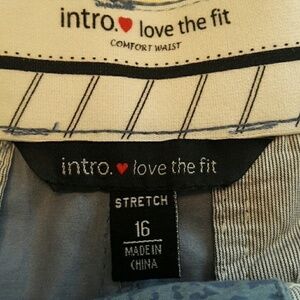 intro.♥ love the fit
COMFORT WAIST
intro.♥ love the fit
STRETCH
16
MADE IN
CHINA